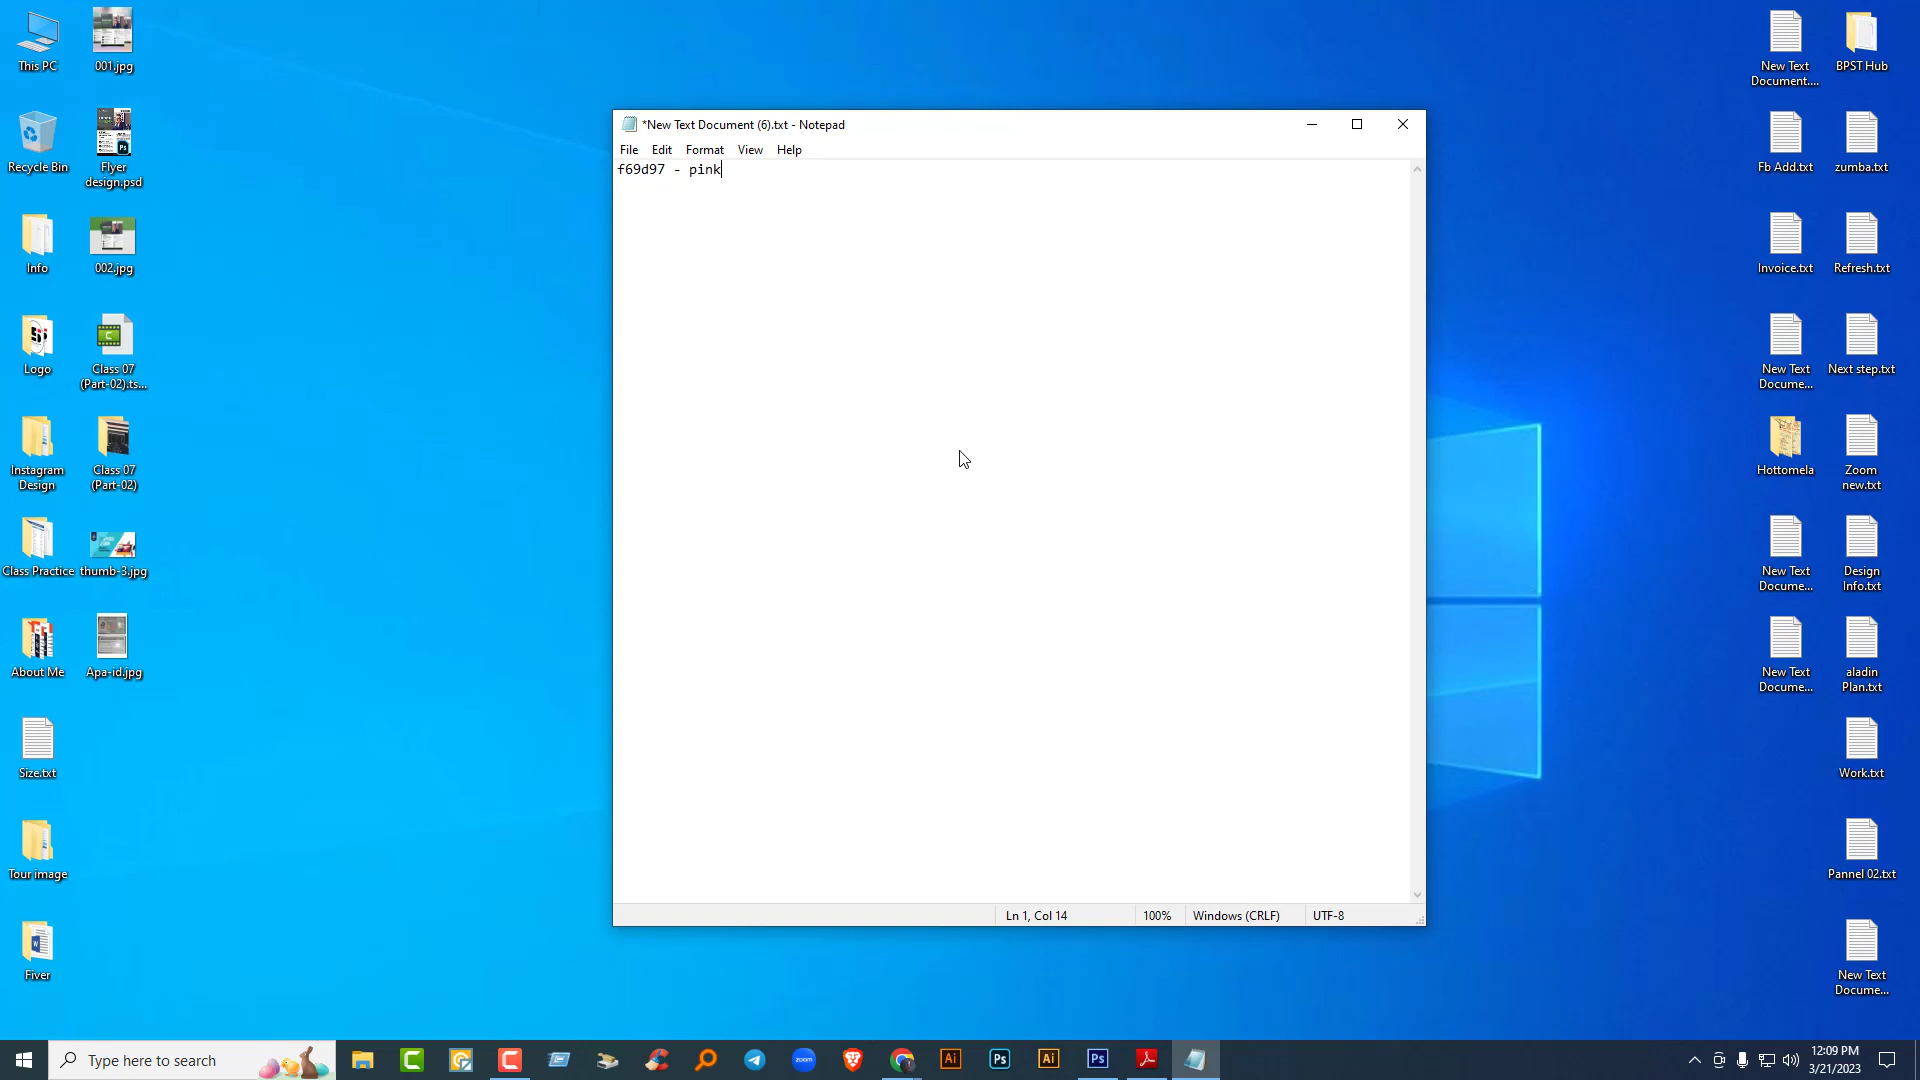 This PC
001.jpg
Recycle Bin
Flyer
design.psd
Info
002.jpg
Logo
Class 07
(Part-02).ts...
Instagram
Design
Class 07
(Part-02)
Class Practice
thumb-3.jpg
About Me
Apa-id.jpg
Size.txt
Tour image
Fiver
*New Text Document (6).txt - Notepad
File Edit Format View Help
f69d97 - pink
Ln 1, Col 14
100%
Windows (CRLF)
UTF-8
New Text
Document....
BPST Hub
Fb Add.txt
zumba.txt
Invoice.txt
Refresh.txt
New Text
Docume...
Next step.txt
Hottomela
Zoom
new.txt
New Text
Docume...
Design
Info.txt
New Text
Docume...
aladin
Plan.txt
Work.txt
Pannel 02.txt
New Text
Docume...
Type here to search
zoom
Ai
Ps
Ai
Ps
12:09 PM
3/21/2023